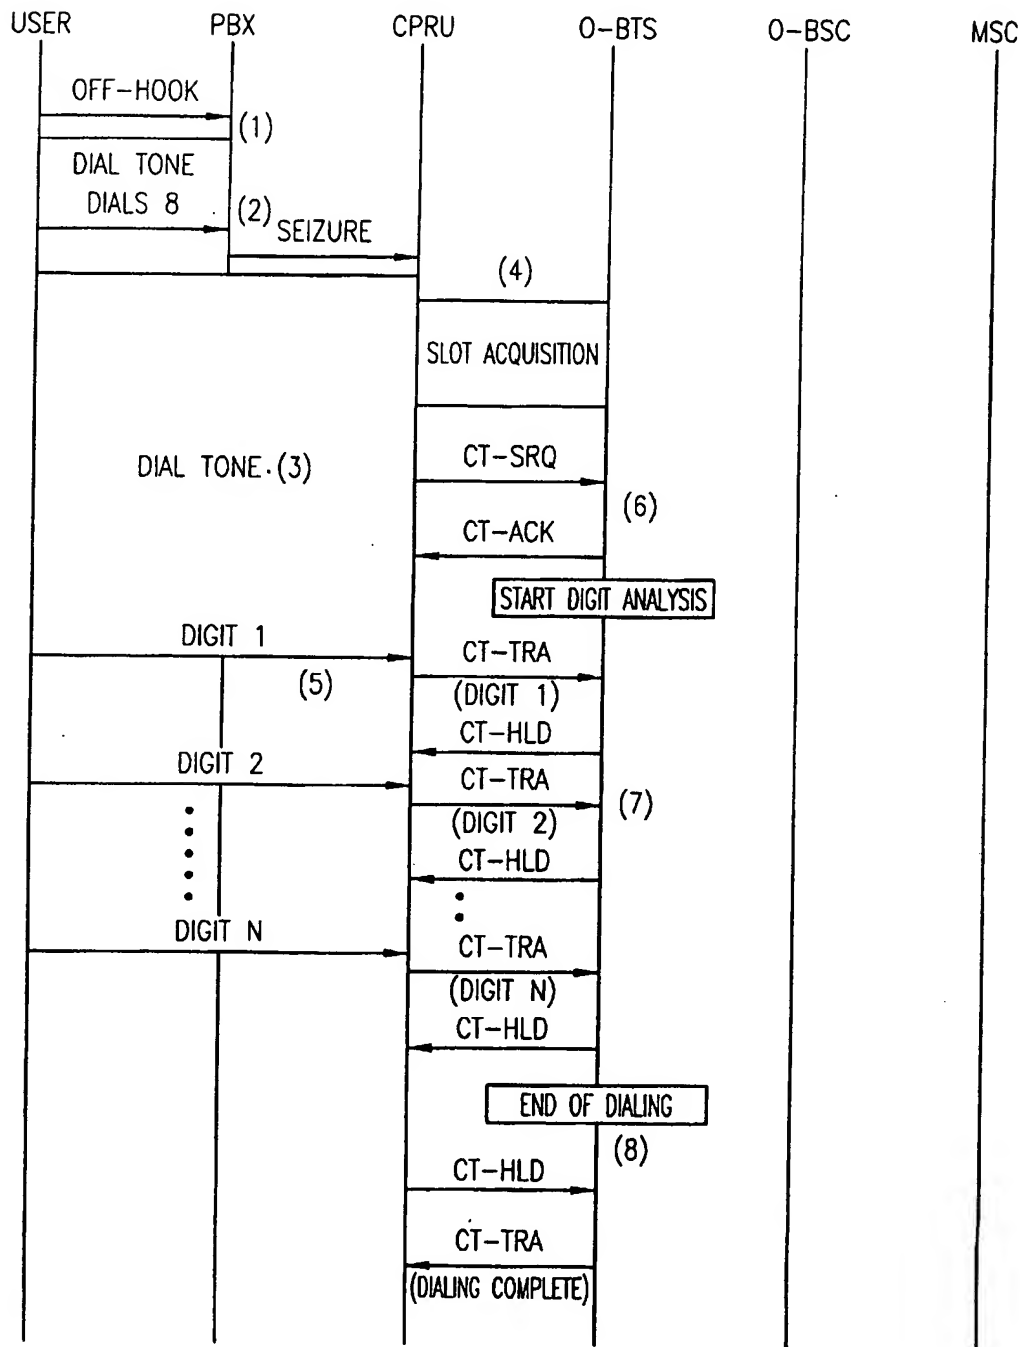 USER PBX CPRU O-BTS O-BSC MSC
OFF-HOOK
(1)
DIAL TONE
DIALS 8
(2)
SEIZURE
(4)
SLOT ACQUISITION
CT-SRQ
DIAL TONE.(3)
(6)
CT-ACK
START DIGIT ANALYSIS
DIGIT 1
CT-TRA
(5)
(DIGIT 1)
CT-HLD
DIGIT 2
CT-TRA
(7)
(DIGIT 2)
CT-HLD
DIGIT N
CT-TRA
(DIGIT N)
CT-HLD
END OF DIALING
(8)
CT-HLD
CT-TRA
(DIALING COMPLETE)